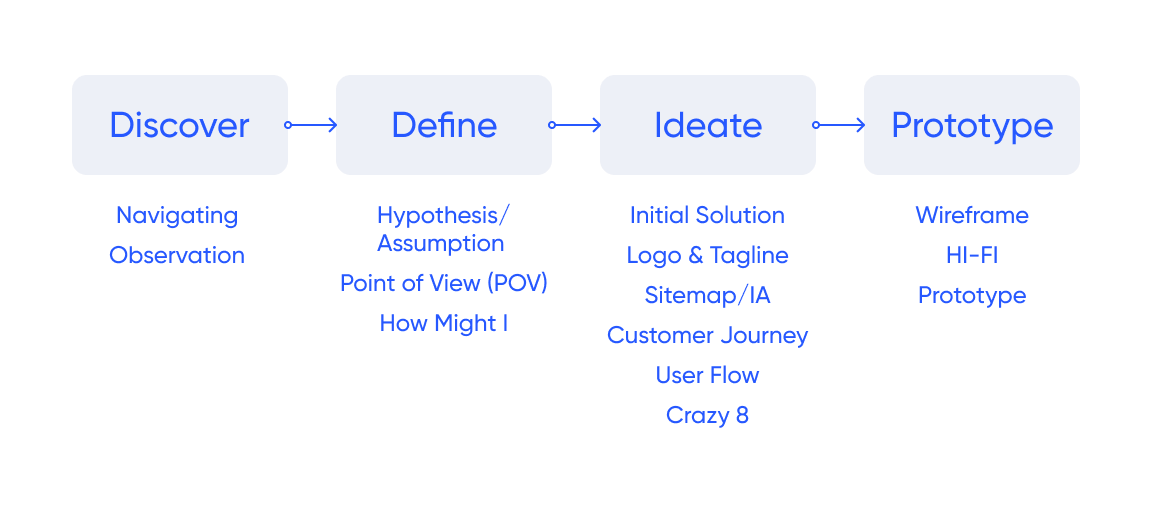 Discover
Define
Ideate
Prototype
Navigating
Observation
Hypothesis/
Assumption
Point of View (POV)
How Might I
Initial Solution
Logo & Tagline
Sitemap/IA
Customer Journey
User Flow
Crazy 8
Wireframe
HI-FI
Prototype